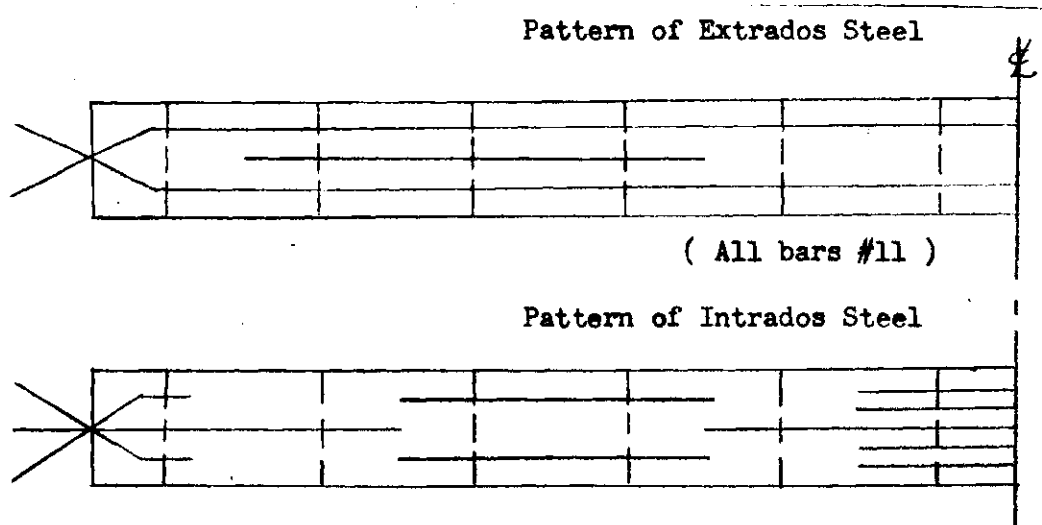 Pattern of Extrados Steel
℄
( All bars #11 )
Pattern of Intrados Steel